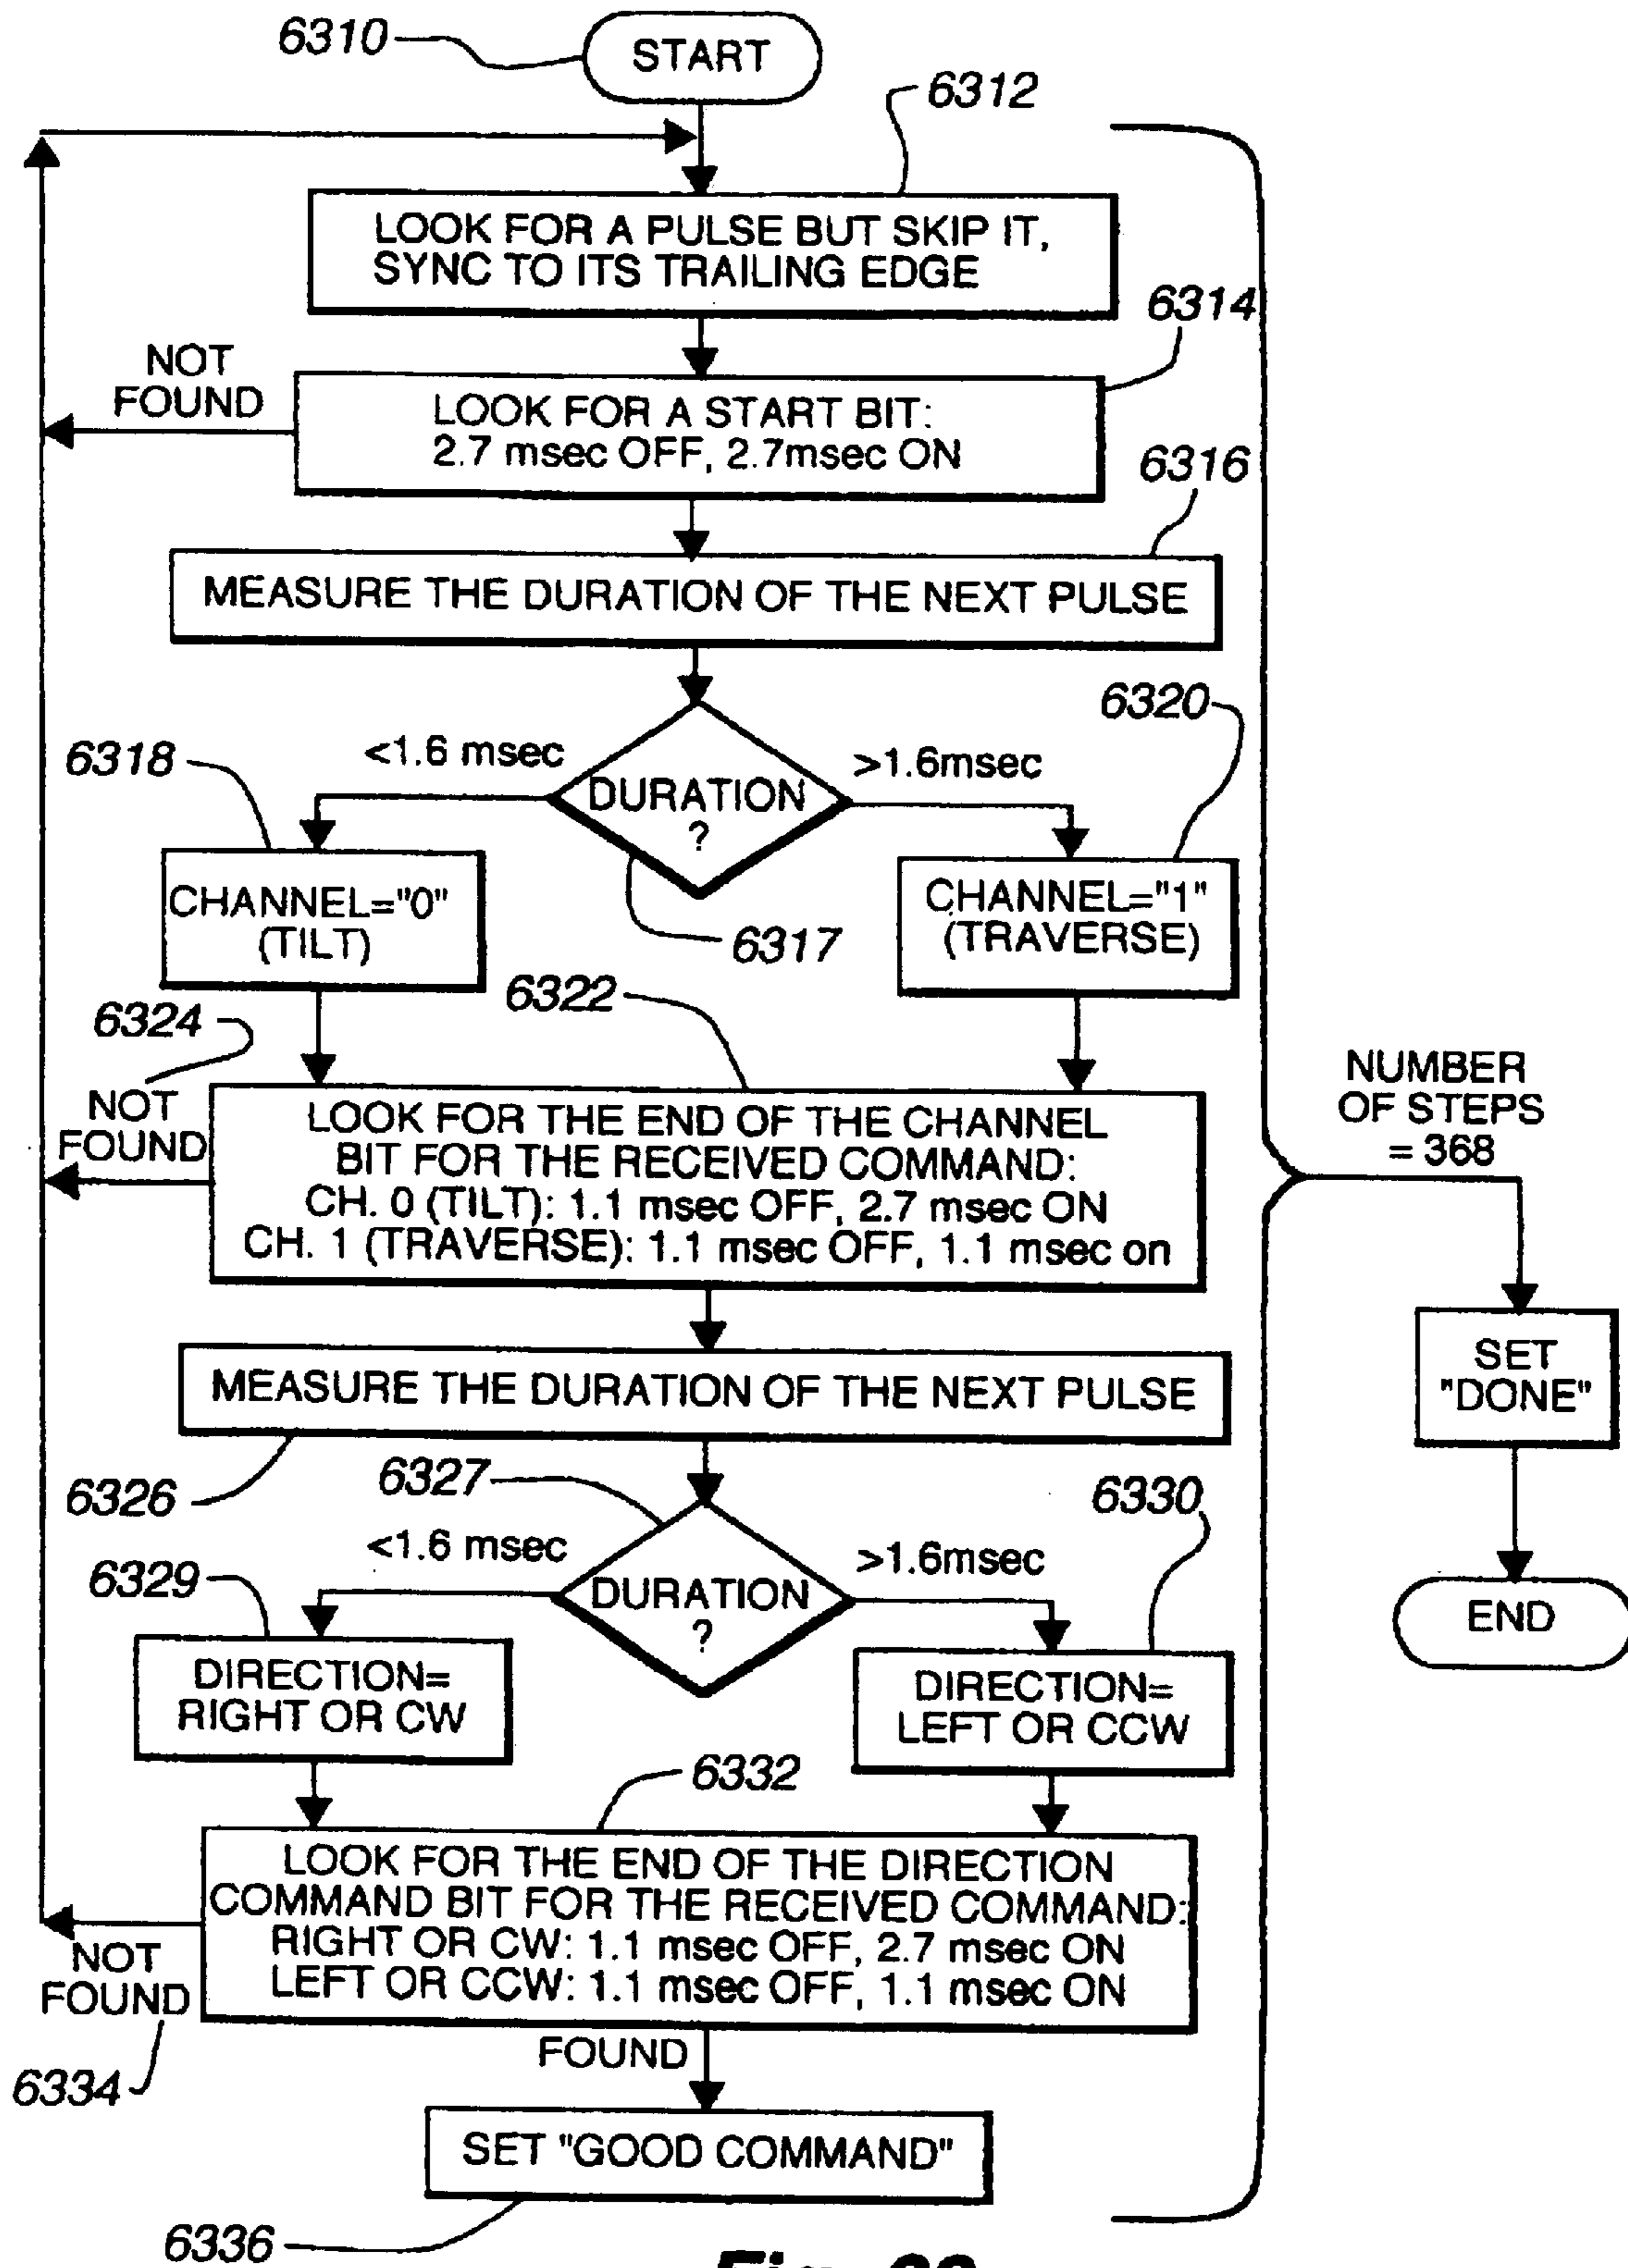 6310
START
6312
LOOK FOR A PULSE BUT SKIP IT,
SYNC TO ITS TRAILING EDGE
6314
NOT
FOUND
LOOK FOR A START BIT:
2.7 msec OFF, 2.7msec ON
6316
MEASURE THE DURATION OF THE NEXT PULSE
6318
<1.6 msec
DURATION
?
>1.6msec
6320
6317
CHANNEL="0"
(TILT)
CHANNEL="1"
(TRAVERSE)
6322
6324
NOT
FOUND
LOOK FOR THE END OF THE CHANNEL
BIT FOR THE RECEIVED COMMAND:
CH. 0 (TILT): 1.1 msec OFF, 2.7 msec ON
CH. 1 (TRAVERSE): 1.1 msec OFF, 1.1 msec on
NUMBER
OF STEPS
= 368
SET
"DONE"
END
MEASURE THE DURATION OF THE NEXT PULSE
6326
6327
6330
6329
<1.6 msec
DURATION
?
>1.6msec
DIRECTION=
RIGHT OR CW
DIRECTION=
LEFT OR CCW
6332
LOOK FOR THE END OF THE DIRECTION
COMMAND BIT FOR THE RECEIVED COMMAND:
RIGHT OR CW: 1.1 msec OFF, 2.7 msec ON
LEFT OR CCW: 1.1 msec OFF, 1.1 msec ON
NOT
FOUND
6334
FOUND
SET "GOOD COMMAND"
6336